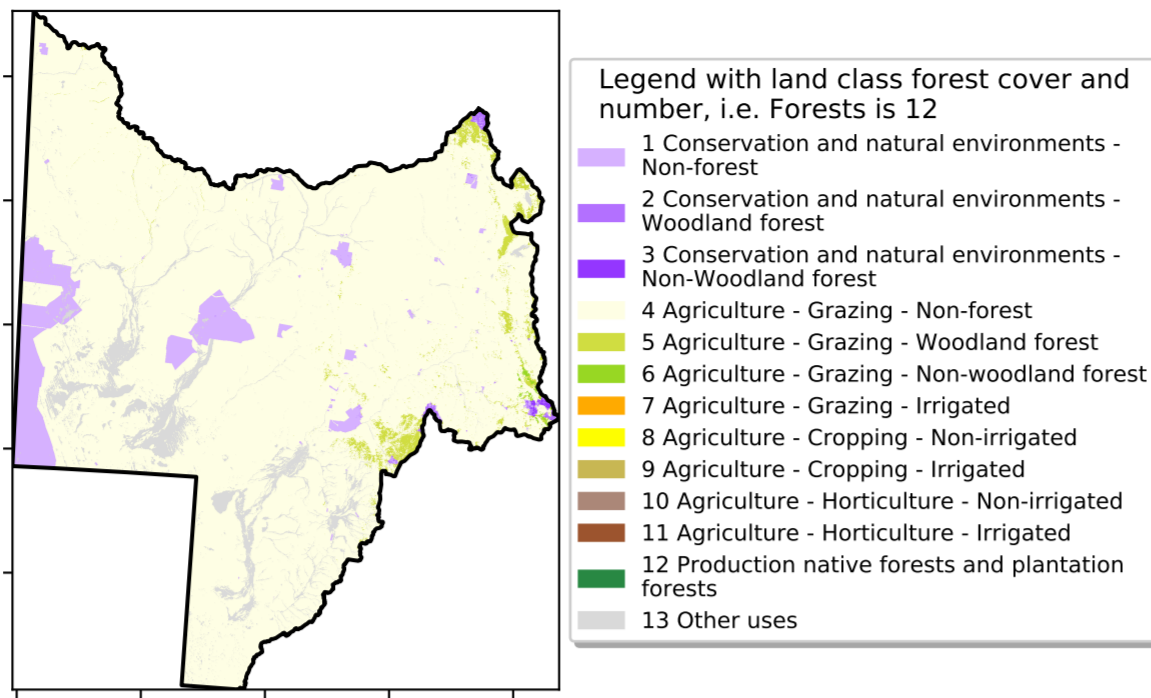 Legend with land class forest cover and
number, i.e. Forests is 12
1 Conservation and natural environments -
Non-forest
2 Conservation and natural environments -
Woodland forest
3 Conservation and natural environments -
Non-Woodland forest
4 Agriculture - Grazing - Non-forest
5 Agriculture - Grazing - Woodland forest
6 Agriculture - Grazing - Non-woodland forest
7 Agriculture - Grazing - Irrigated
8 Agriculture - Cropping - Non-irrigated
9 Agriculture - Cropping - Irrigated
10 Agriculture - Horticulture - Non-irrigated
11 Agriculture - Horticulture - Irrigated
12 Production native forests and plantation
forests
13 Other uses